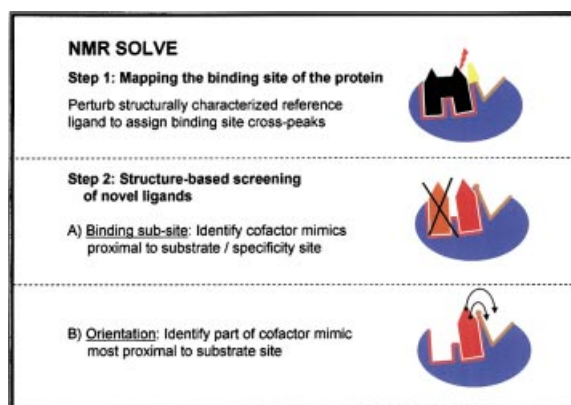 NMR SOLVE
Step 1: Mapping the binding site of the protein
Perturb structurally characterized reference
ligand to assign binding site cross-peaks
Step 2: Structure-based screening
of novel ligands
A) Binding sub-site: Identify cofactor mimics
proximal to substrate / specificity site
B) Orientation: Identify part of cofactor mimic
most proximal to substrate site